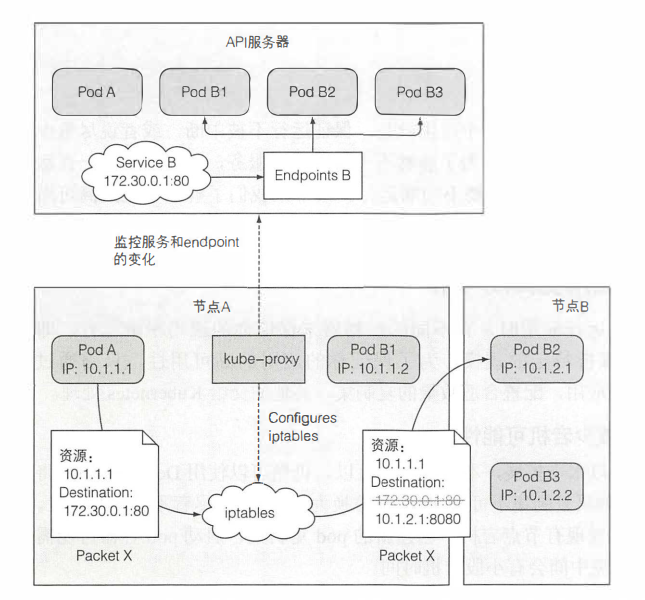 API服务器
Pod A
Pod B1
Pod B2
Pod B3
Service B
172.30.0.1:80
Endpoints B
监控服务和endpoint
的变化
节点A
节点B
Pod A
IP: 10.1.1.1
kube-proxy
Pod B1
IP: 10.1.1.2
Pod B2
IP: 10.1.2.1
Configures
iptables
资源：
10.1.1.1
Destination:
172.30.0.1:80
Packet X
iptables
资源：
10.1.1.1
Destination:
172.30.0.1:80
10.1.2.1:8080
Packet X
Pod B3
IP: 10.1.2.2